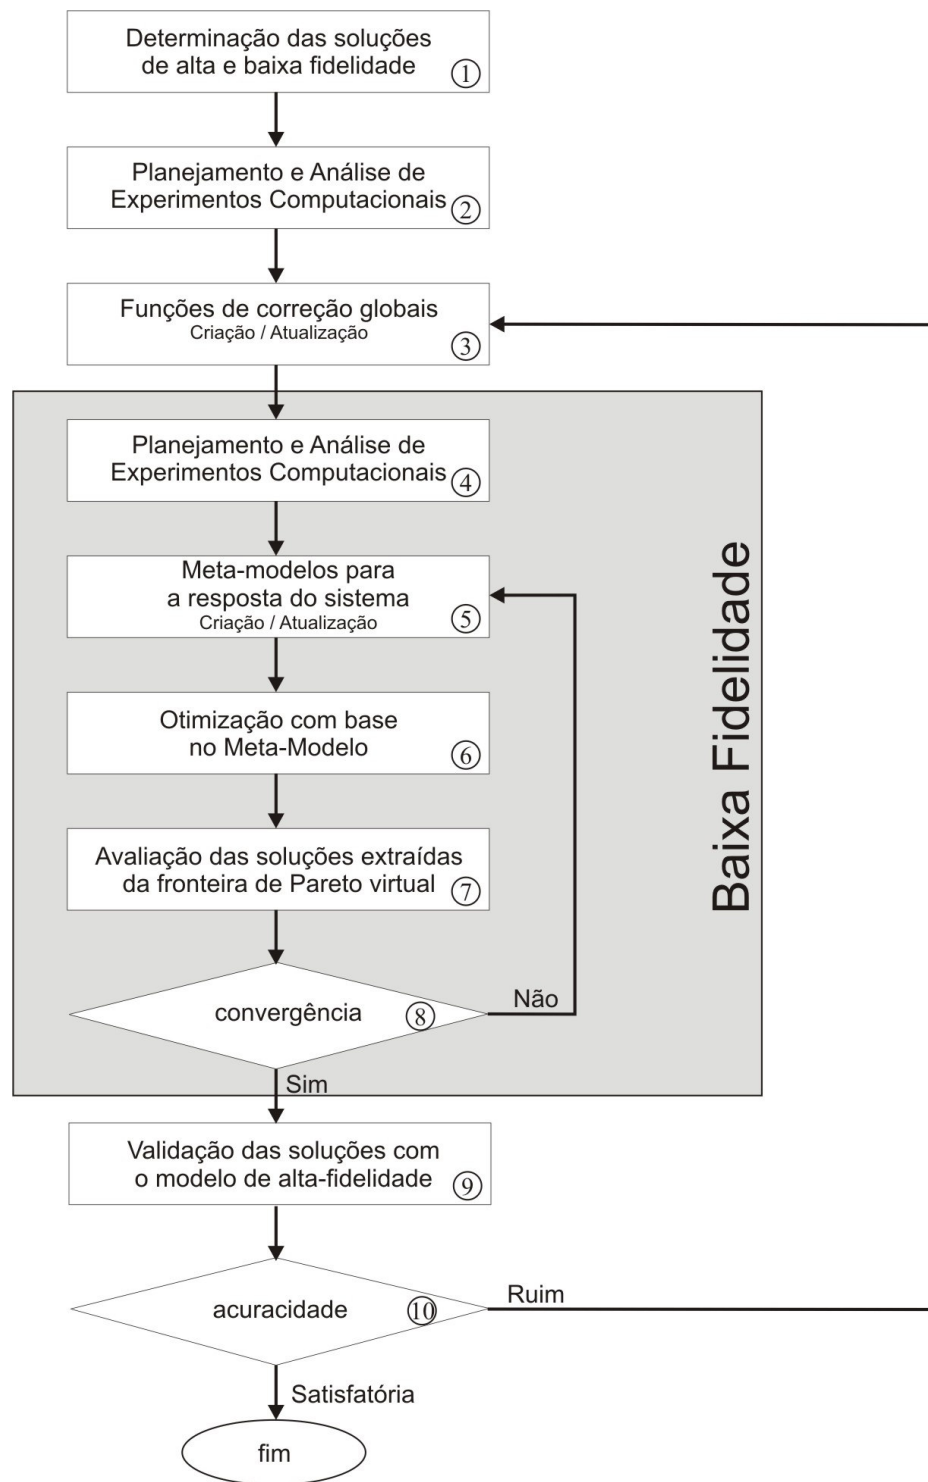 Determinação das soluções
de alta e baixa fidelidade
1
Planejamento e Análise de
Experimentos Computacionais
2
Funções de correção globais
Criação / Atualização
3
Planejamento e Análise de
Experimentos Computacionais
4
Meta-modelos para
a resposta do sistema
Criação / Atualização
5
Otimização com base
no Meta-Modelo
6
Avaliação das soluções extraídas
da fronteira de Pareto virtual
7
convergência
8
Não
Sim
Baixa Fidelidade
Validação das soluções com
o modelo de alta-fidelidade
9
acuracidade
10
Ruim
Satisfatória
fim